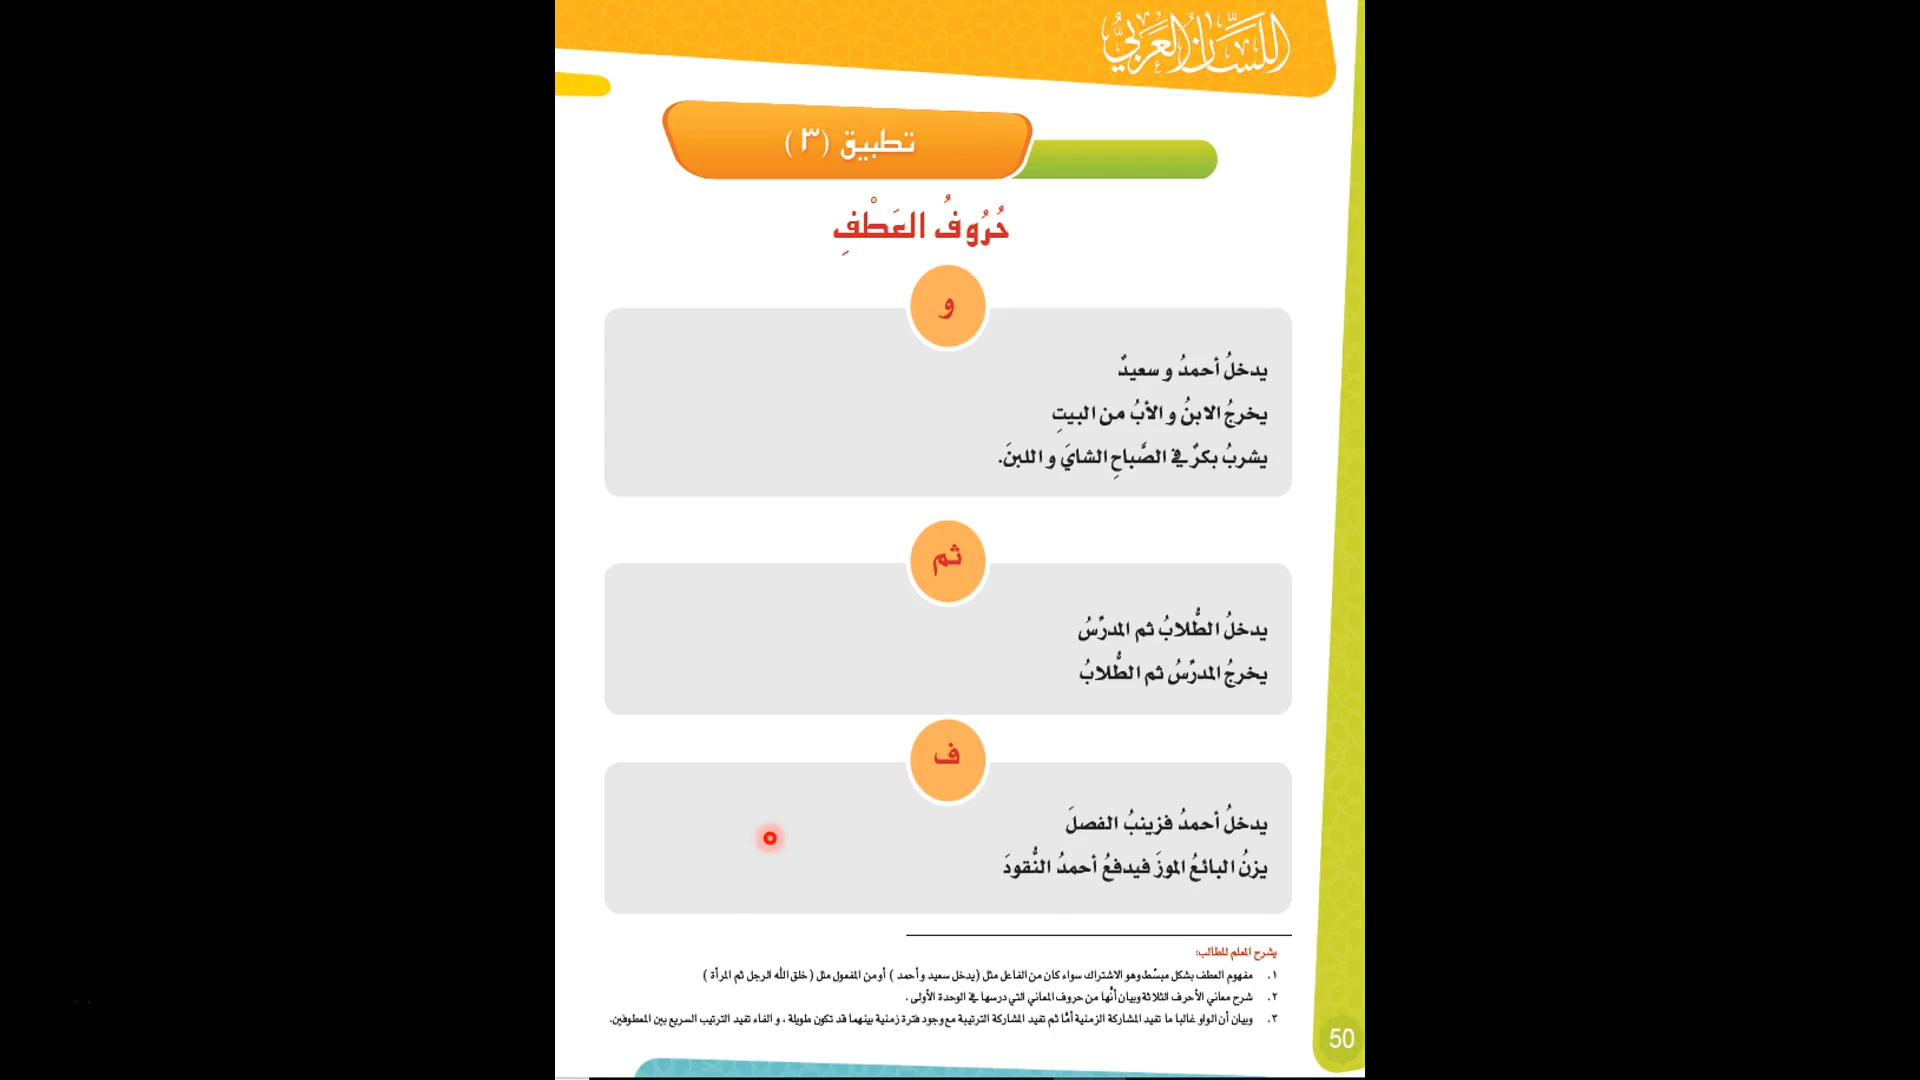 اللسان العربي
تطبيق (٣)
حُرُوفُ العَطْفِ
و
يدخلُ أحمدُ و سعيدٌ
يخرجُ الابنُ و الأبُ من البيتِ
يشربُ بكرٌ في الصَّباحِ الشايَ و اللبنَ.
ثم
يدخلُ الطُّلابُ ثم المدرِّسُ
يخرجُ المدرِّسُ ثم الطُّلابُ
ف
يدخلُ أحمدُ فزينبُ الفصلَ
يزنُ البائعُ الموزَ فيدفعُ أحمدُ النُّقودَ
يشرح المعلم للطالب:
١. مفهوم العطف بشكل مبسّط وهو الاشتراك سواء كان من الفاعل مثل (يدخل سعيد و أحمد ) أو من المفعول مثل ( خلق الله الرجل ثم المرأة )
٢. شرح معاني الأحرف الثلاثة وبيان أنَّها من حروف المعاني التي درسها في الوحدة الأولى .
٣. وبيان أن الواو غالبا ما تفيد المشاركة الزمنية أمَّا ثم تفيد المشاركة الترتيبة مع وجود فترة زمنية بينهما قد تكون طويلة ، و الفاء تفيد الترتيب السريع بين المعطوفين.
50